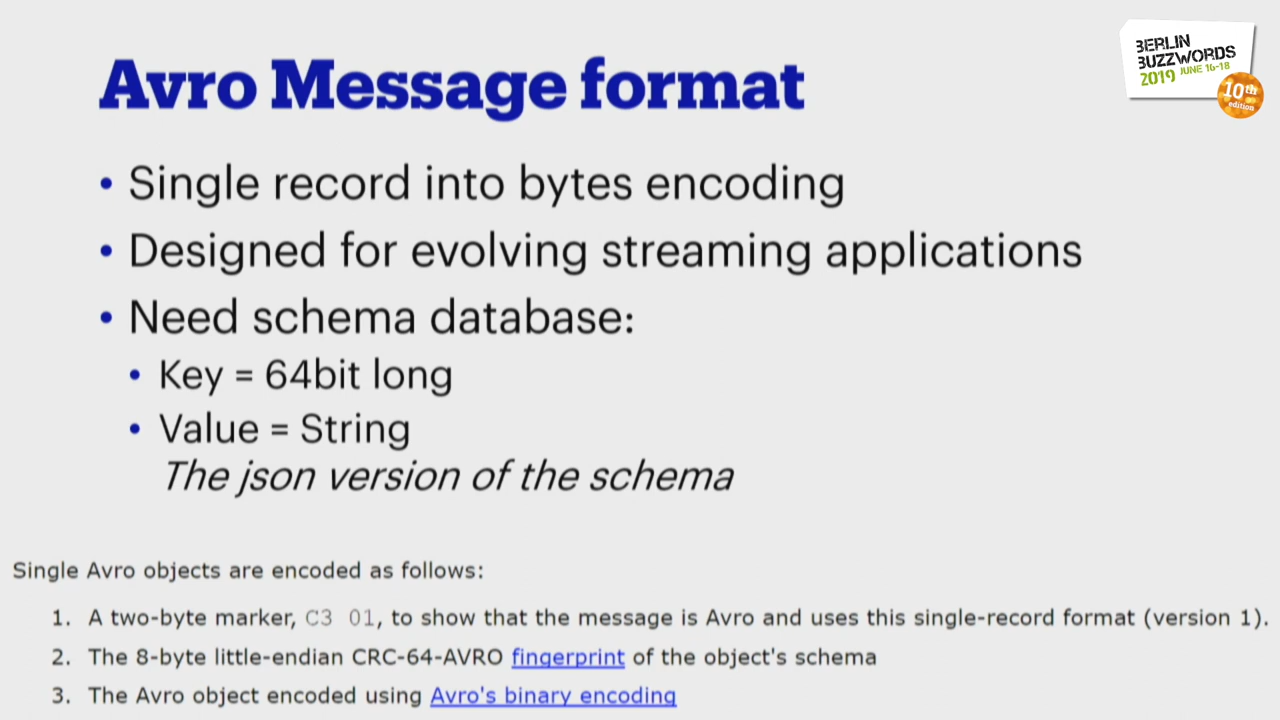 BERLIN
BUZZWORDS
2019 JUNE 16-18
10th
edition
Avro Message format
• Single record into bytes encoding
• Designed for evolving streaming applications
• Need schema database:
• Key = 64bit long
• Value = String
The json version of the schema
Single Avro objects are encoded as follows:
1. A two-byte marker, C3 01, to show that the message is Avro and uses this single-record format (version 1).
2. The 8-byte little-endian CRC-64-AVRO fingerprint of the object's schema
3. The Avro object encoded using Avro's binary encoding